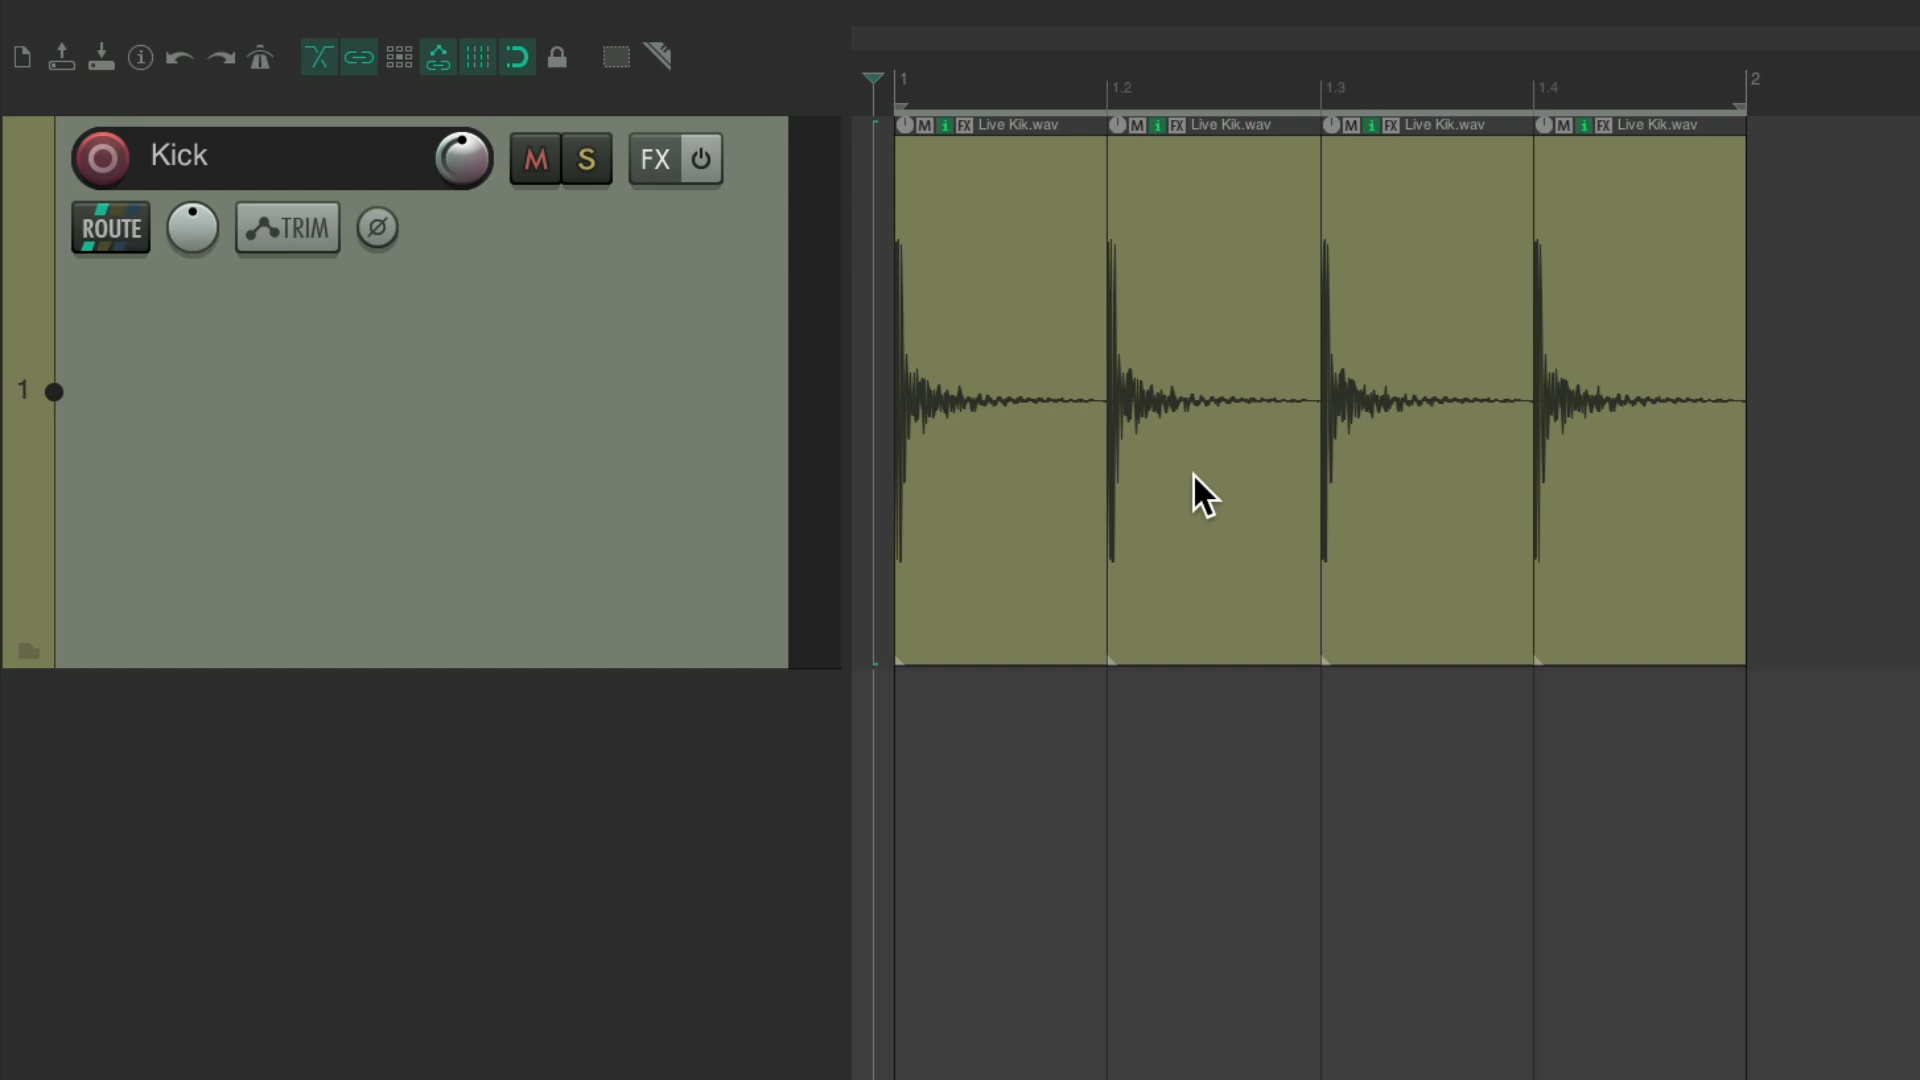 1 2
1.2 1.3 1.4
M i FX Live Kik.wav M i FX Live Kik.wav M i FX Live Kik.wav M i FX Live Kik.wav
Kick M S FX
ROUTE TRIM
1